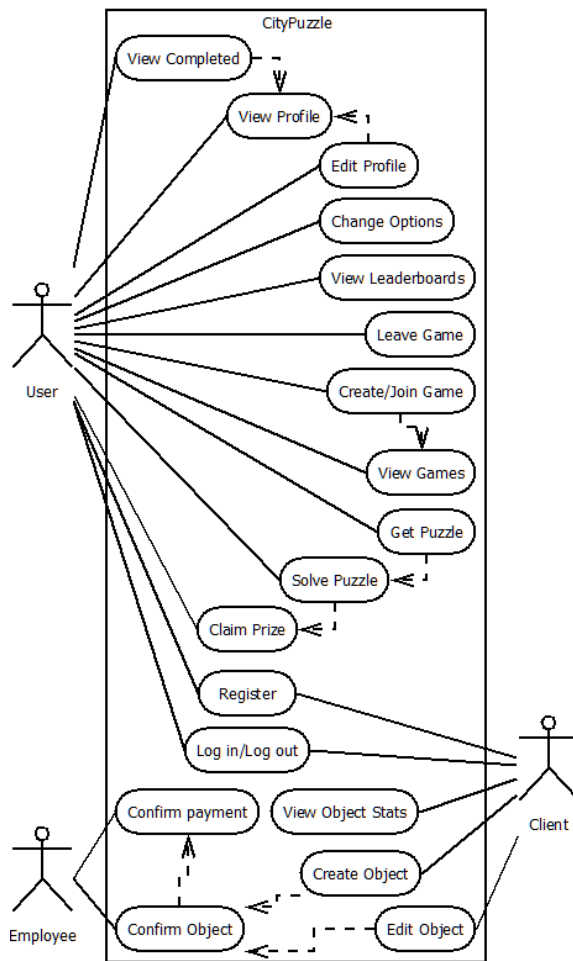 CityPuzzle
View Completed
View Profile
Edit Profile
Change Options
View Leaderboards
Leave Game
User
Create/Join Game
View Games
Get Puzzle
Solve Puzzle
Claim Prize
Register
Log in/Log out
Confirm payment
View Object Stats
Client
Create Object
Employee
Confirm Object
Edit Object